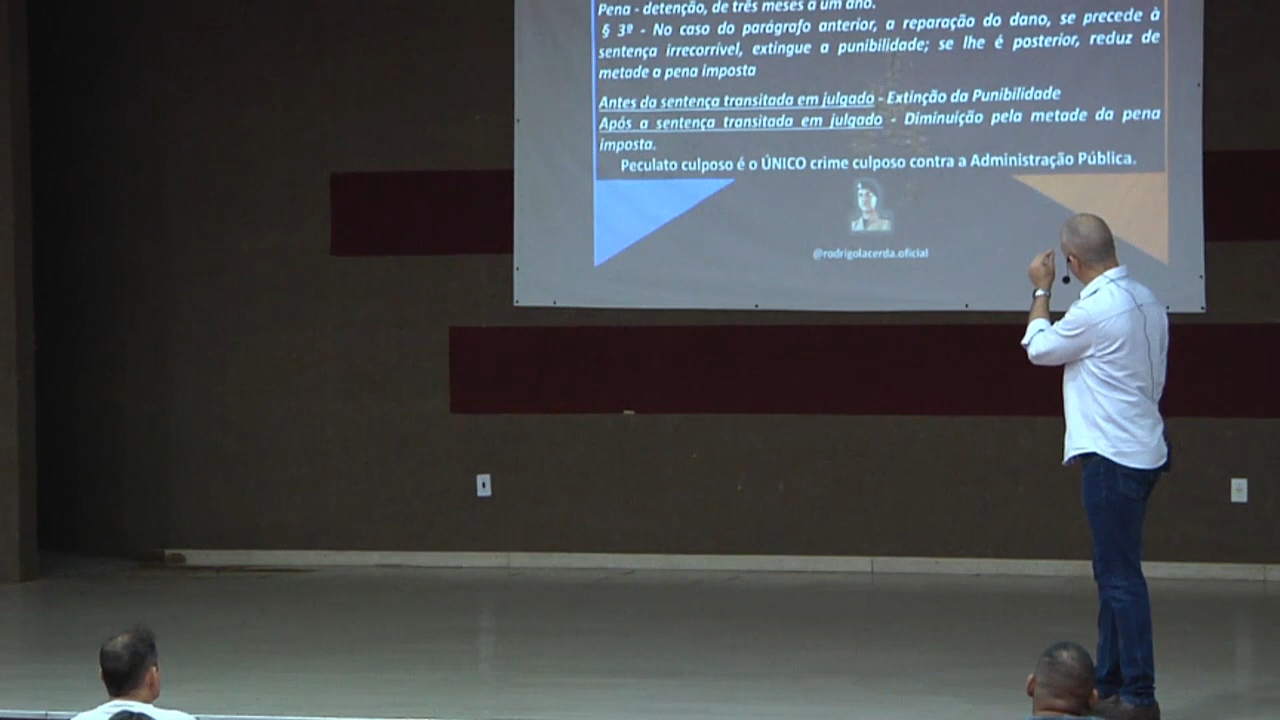 Pena - detenção, de três meses a um ano.
§ 3º - No caso do parágrafo anterior, a reparação do dano, se precede à
sentença irrecorrível, extingue a punibilidade; se lhe é posterior, reduz de
metade a pena imposta
Antes da sentença transitada em julgado - Extinção da Punibilidade
Após a sentença transitada em julgado - Diminuição pela metade da pena
imposta.
Peculato culposo é o ÚNICO crime culposo contra a Administração Pública.
@rodrigolacerda.oficial